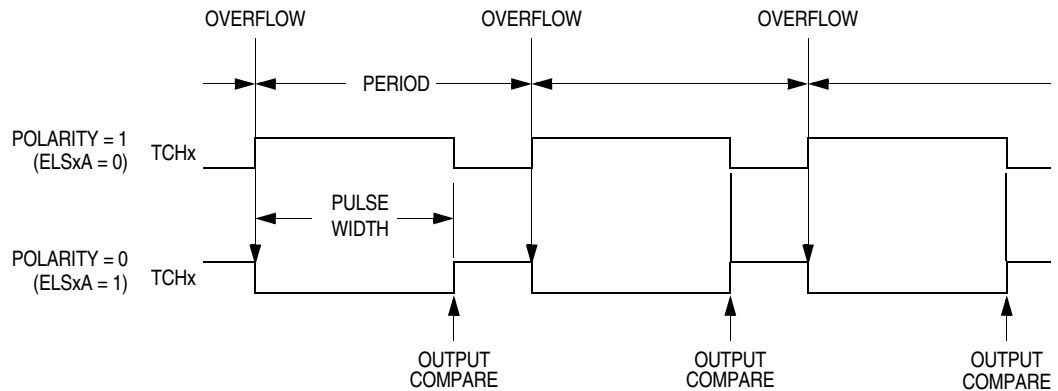 OVERFLOW OVERFLOW OVERFLOW
PERIOD
POLARITY = 1
(ELSxA = 0)
TCHx
PULSE
WIDTH
POLARITY = 0
(ELSxA = 1)
TCHx
OUTPUT
COMPARE
OUTPUT
COMPARE
OUTPUT
COMPARE